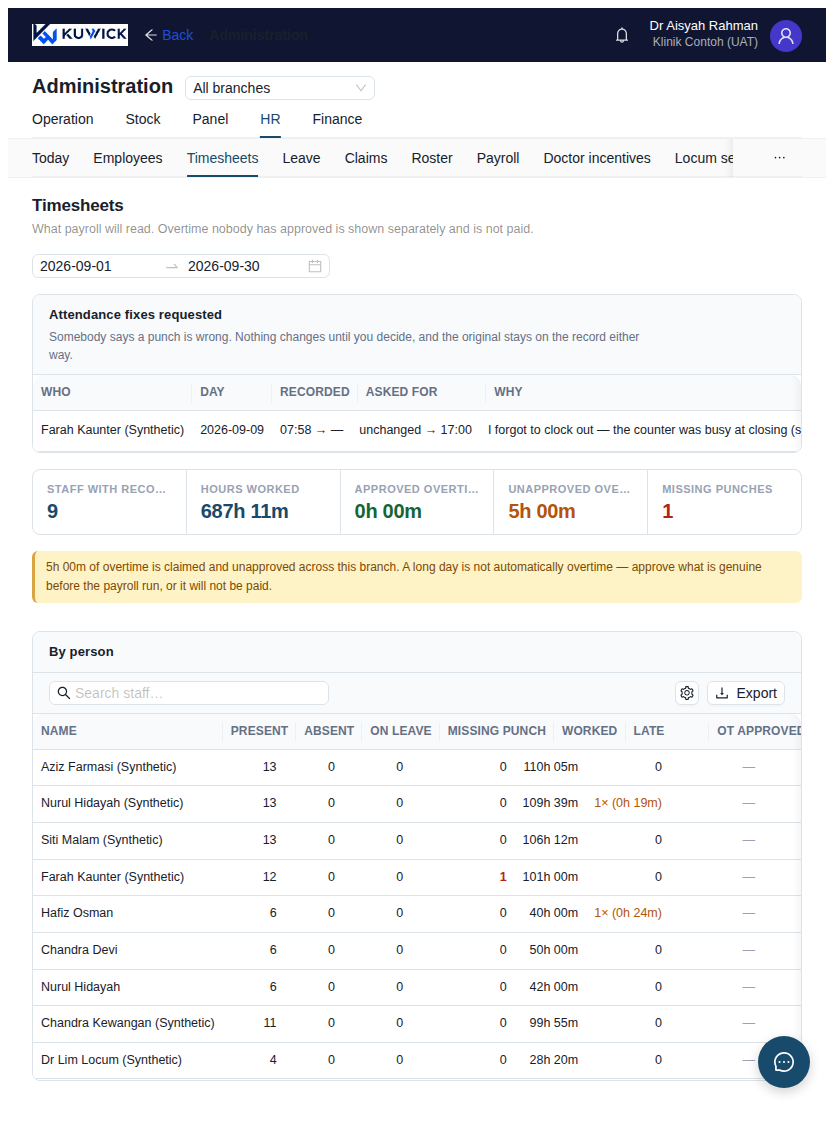 KUVVICK
Back
Administration
Dr Aisyah Rahman
Klinik Contoh (UAT)
Administration
All branches
Operation Stock Panel HR Finance
Today Employees Timesheets Leave Claims Roster Payroll Doctor incentives Locum se ...
Timesheets
What payroll will read. Overtime nobody has approved is shown separately and is not paid.
2026-09-01 → 2026-09-30
Attendance fixes requested
Somebody says a punch is wrong. Nothing changes until you decide, and the original stays on the record either
way.
WHO DAY RECORDED ASKED FOR WHY
Farah Kaunter (Synthetic) 2026-09-09 07:58 → — unchanged → 17:00 I forgot to clock out — the counter was busy at closing (s
STAFF WITH RECO… HOURS WORKED APPROVED OVERTI… UNAPPROVED OVE… MISSING PUNCHES
9 687h 11m 0h 00m 5h 00m 1
5h 00m of overtime is claimed and unapproved across this branch. A long day is not automatically overtime — approve what is genuine
before the payroll run, or it will not be paid.
By person
Search staff… Export
NAME PRESENT ABSENT ON LEAVE MISSING PUNCH WORKED LATE OT APPROVED
Aziz Farmasi (Synthetic) 13 0 0 0 110h 05m 0 —
Nurul Hidayah (Synthetic) 13 0 0 0 109h 39m 1× (0h 19m) —
Siti Malam (Synthetic) 13 0 0 0 106h 12m 0 —
Farah Kaunter (Synthetic) 12 0 0 1 101h 00m 0 —
Hafiz Osman 6 0 0 0 40h 00m 1× (0h 24m) —
Chandra Devi 6 0 0 0 50h 00m 0 —
Nurul Hidayah 6 0 0 0 42h 00m 0 —
Chandra Kewangan (Synthetic) 11 0 0 0 99h 55m 0 —
Dr Lim Locum (Synthetic) 4 0 0 0 28h 20m 0 —